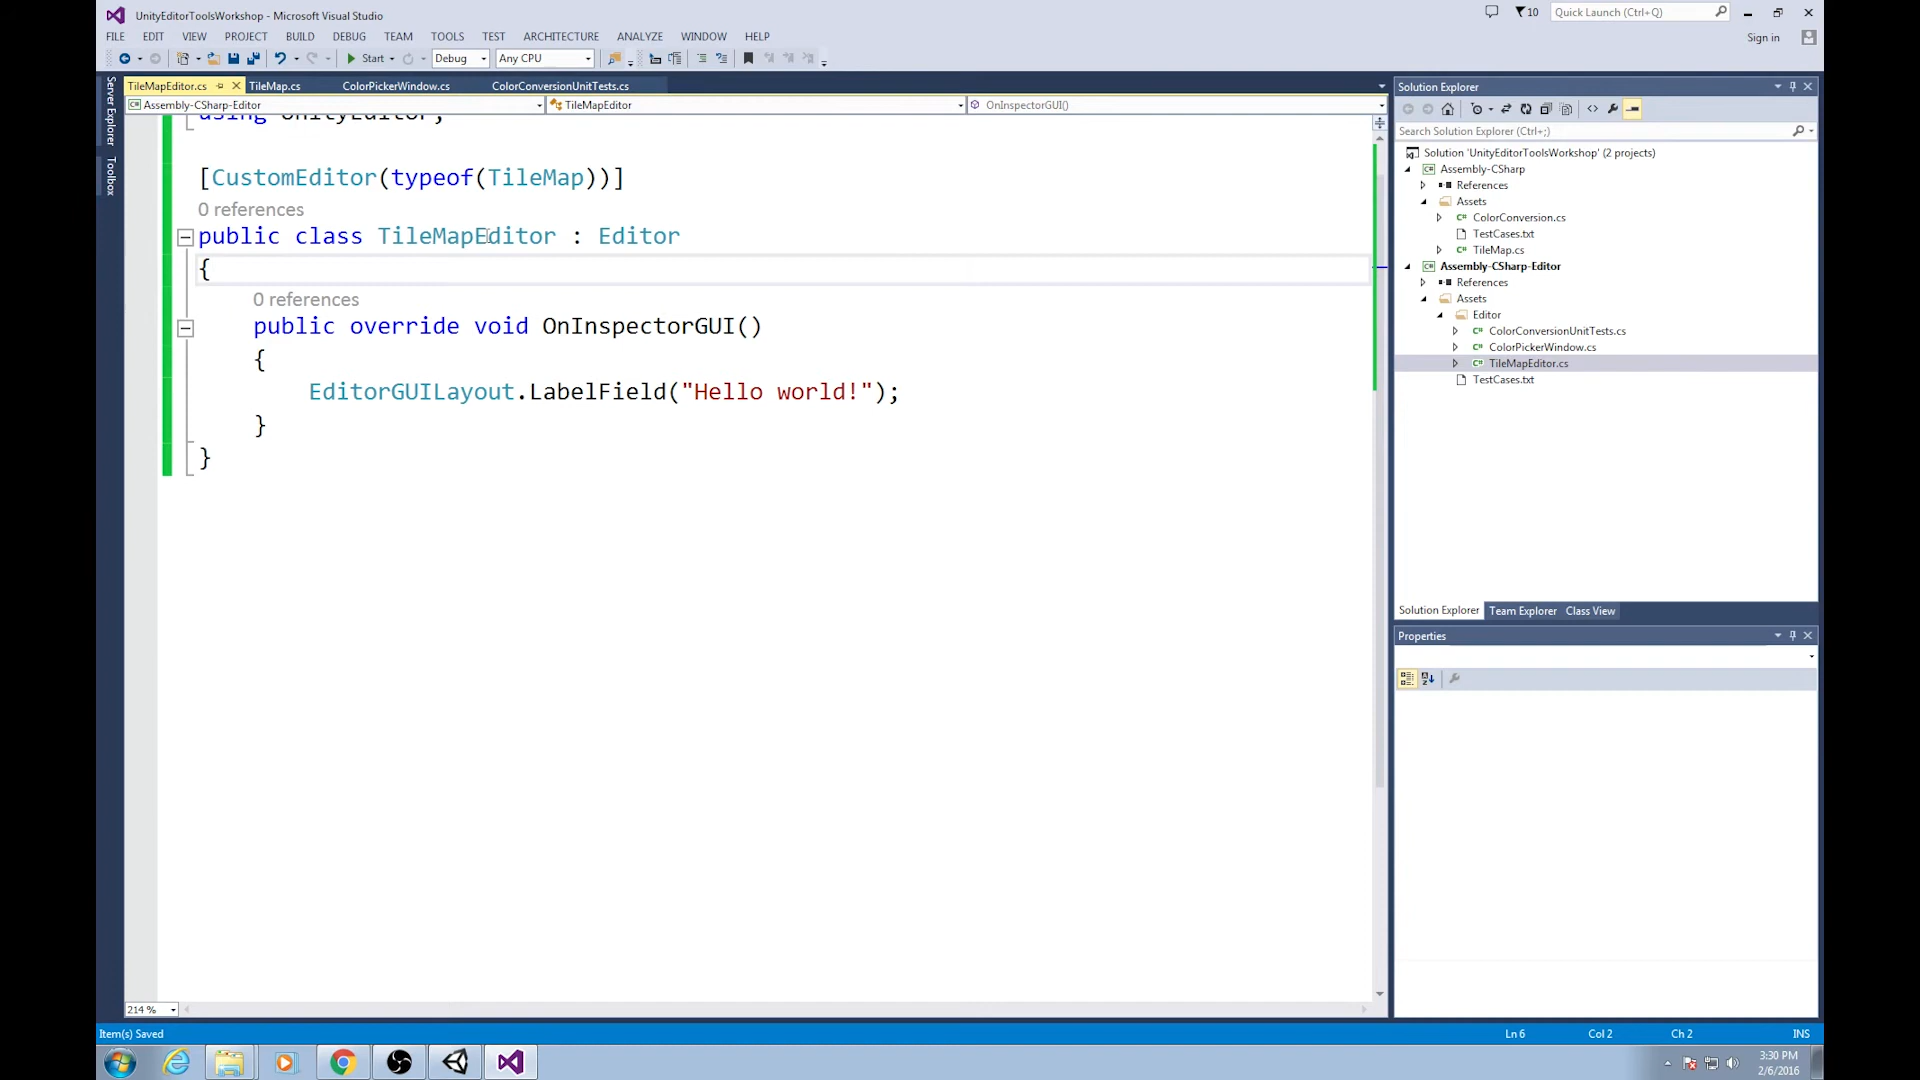 UnityEditorToolsWorkshop - Microsoft Visual Studio
10
Quick Launch (Ctrl+Q)
FILE EDIT VIEW PROJECT BUILD DEBUG TEAM TOOLS TEST ARCHITECTURE ANALYZE WINDOW HELP
Sign in
Start Debug Any CPU
Server Explorer
Toolbox
TileMapEditor.cs TileMap.cs ColorPickerWindow.cs ColorConversionUnitTests.cs
Assembly-CSharp-Editor TileMapEditor OnInspectorGUI()
using UnityEditor;
[CustomEditor(typeof(TileMap))]
0 references
public class TileMapEditor : Editor
{
0 references
public override void OnInspectorGUI()
{
EditorGUILayout.LabelField("Hello world!");
}
}
214 %
Solution Explorer
Search Solution Explorer (Ctrl+;)
Solution 'UnityEditorToolsWorkshop' (2 projects)
Assembly-CSharp
References
Assets
ColorConversion.cs
TestCases.txt
TileMap.cs
Assembly-CSharp-Editor
References
Assets
Editor
ColorConversionUnitTests.cs
ColorPickerWindow.cs
TileMapEditor.cs
TestCases.txt
Solution Explorer Team Explorer Class View
Properties
Item(s) Saved Ln 6 Col 2 Ch 2 INS
3:30 PM
2/6/2016